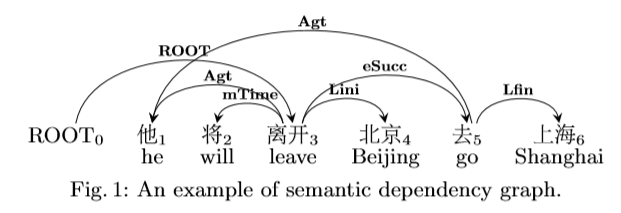 Agt
ROOT
eSucc
Agt
mTime
Lini
Lfin
ROOT₀ 他₁ 将₂ 离开₃ 北京₄ 去₅ 上海₆
he will leave Beijing go Shanghai
Fig. 1: An example of semantic dependency graph.